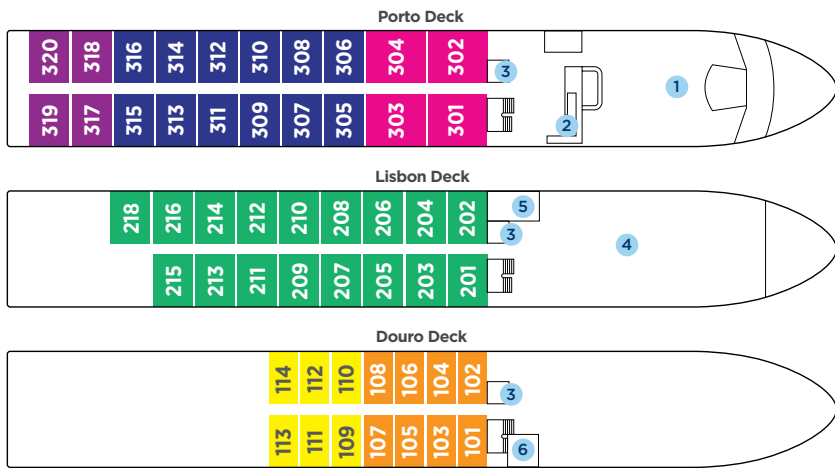 Porto Deck
320 318 316 314 312 310 308 306 304 302
3
1
319 317 315 313 311 309 307 305 303 301
2
Lisbon Deck
218 216 214 212 210 208 206 204 202
5
3
4
215 213 211 209 207 205 203 201
Douro Deck
114 112 110 108 106 104 102
3
113 111 109 107 105 103 101
6